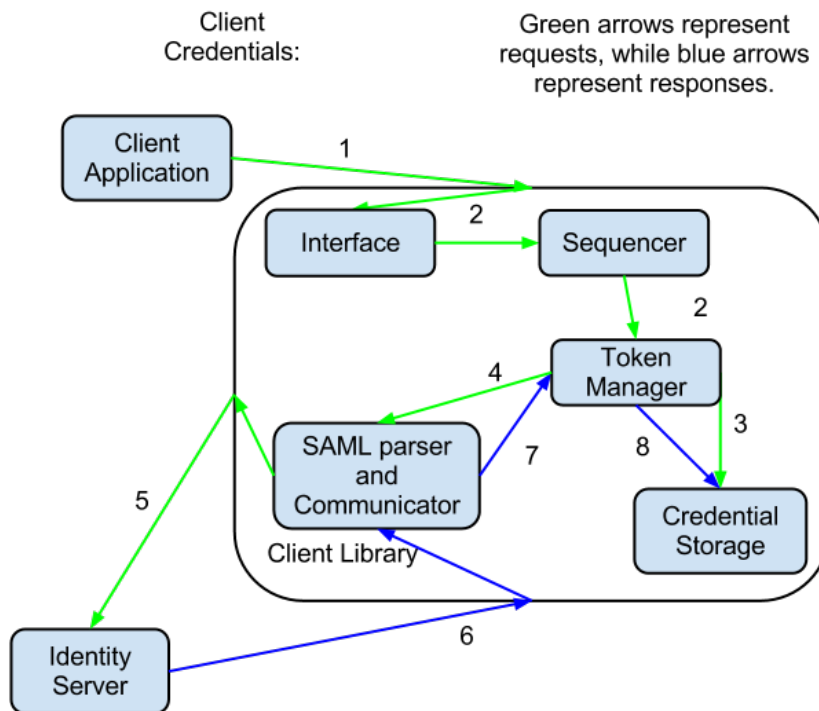 Client
Credentials:
Green arrows represent
requests, while blue arrows
represent responses.
Client
Application
1
Interface
2
Sequencer
2
Token
Manager
4
3
SAML parser
and
Communicator
7
8
5
Credential
Storage
Client Library
6
Identity
Server